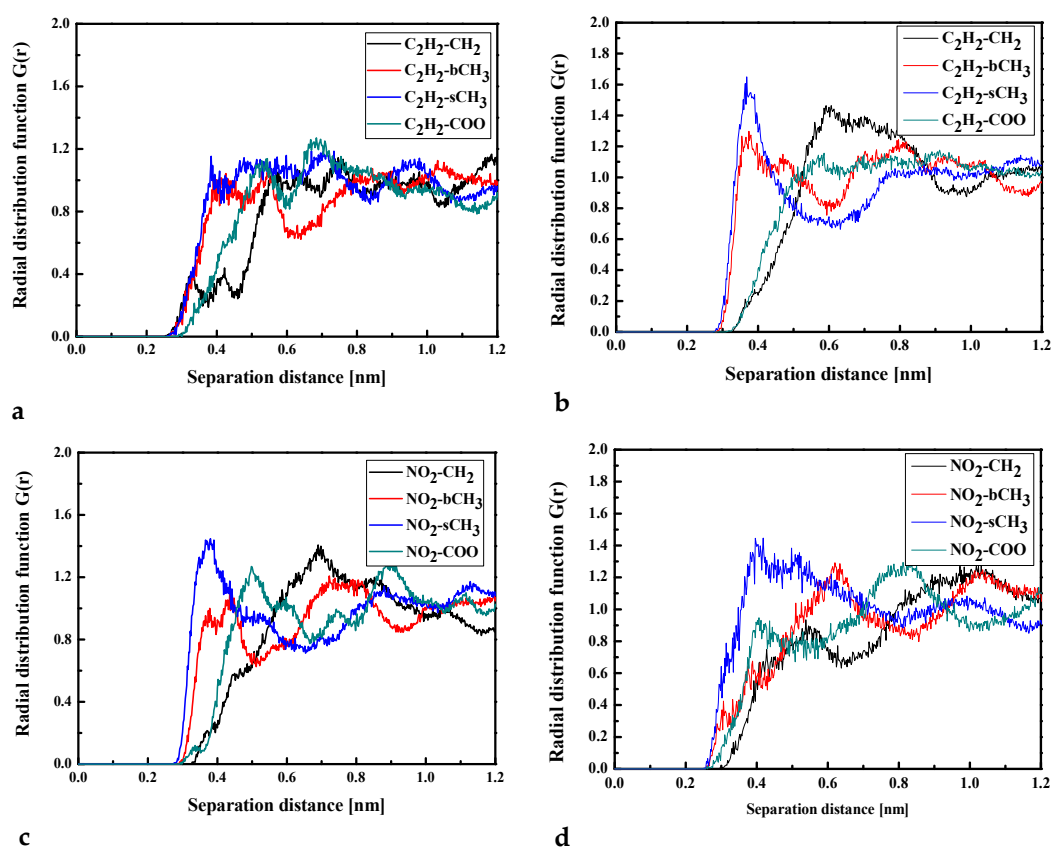 Radial distribution function G(r)
2.0
1.6
1.2
0.8
0.4
0.0
C2H2-CH2
C2H2-bCH3
C2H2-sCH3
C2H2-COO
0.0 0.2 0.4 0.6 0.8 1.0 1.2
Separation distance [nm]
a
Radial distribution function G(r)
2.0
1.8
1.6
1.4
1.2
1.0
0.8
0.6
0.4
0.2
0.0
C2H2-CH2
C2H2-bCH3
C2H2-sCH3
C2H2-COO
0.0 0.2 0.4 0.6 0.8 1.0 1.2
Separation distance [nm]
b
Radial distribution function G(r)
2.0
1.6
1.2
0.8
0.4
0.0
NO2-CH2
NO2-bCH3
NO2-sCH3
NO2-COO
0.0 0.2 0.4 0.6 0.8 1.0 1.2
Separation distance [nm]
c
Radial distribution function G(r)
2.0
1.8
1.6
1.4
1.2
1.0
0.8
0.6
0.4
0.2
0.0
NO2-CH2
NO2-bCH3
NO2-sCH3
NO2-COO
0.0 0.2 0.4 0.6 0.8 1.0 1.2
Separation distance [nm]
d